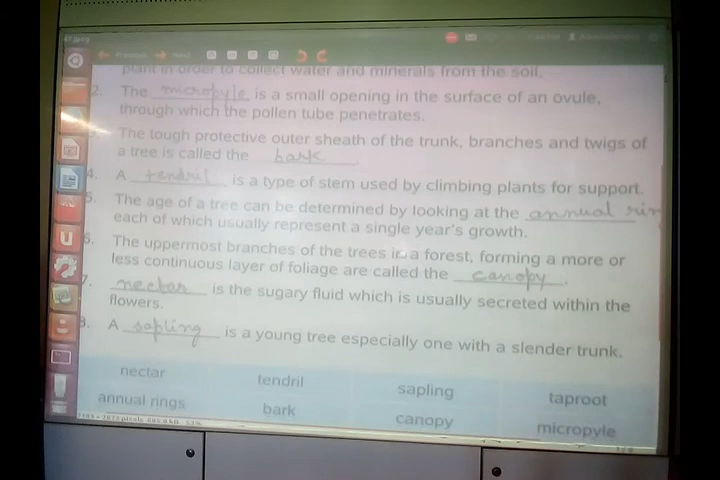 Previous Next
plant in order to collect water and minerals from the soil.
2. The micropyle is a small opening in the surface of an ovule,
through which the pollen tube penetrates.
3. The tough protective outer sheath of the trunk, branches and twigs of
a tree is called the bark.
4. A tendril is a type of stem used by climbing plants for support.
5. The age of a tree can be determined by looking at the annual rin
each of which usually represent a single year's growth.
6. The uppermost branches of the trees in a forest, forming a more or
less continuous layer of foliage are called the canopy.
7. nectar is the sugary fluid which is usually secreted within the
flowers.
8. A sapling is a young tree especially one with a slender trunk.
nectar tendril sapling taproot
annual rings bark canopy micropyle